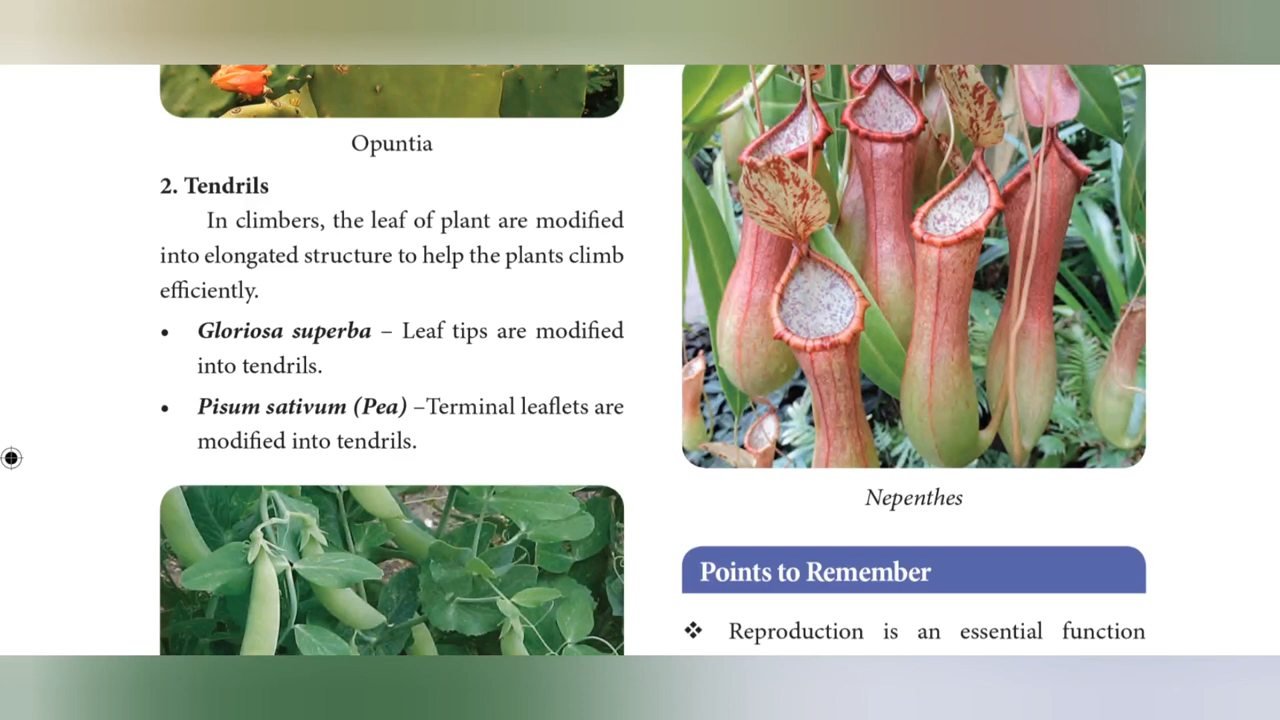 Opuntia
2. Tendrils
In climbers, the leaf of plant are modified
into elongated structure to help the plants climb
efficiently.
• Gloriosa superba – Leaf tips are modified
into tendrils.
• Pisum sativum (Pea) –Terminal leaflets are
modified into tendrils.
Nepenthes
Points to Remember
❖ Reproduction is an essential function